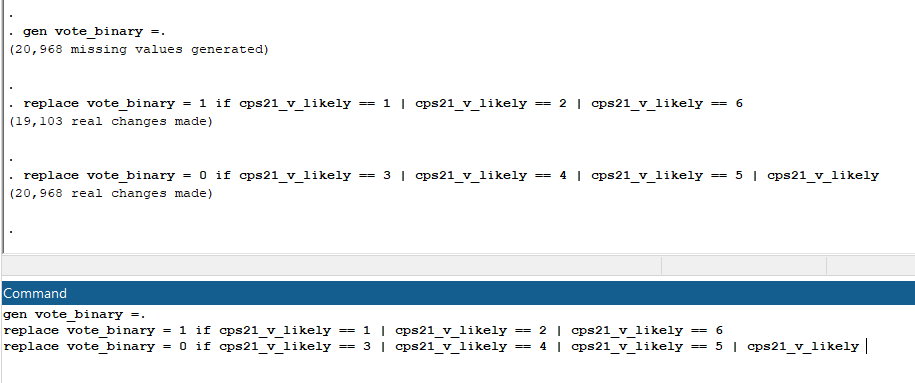 .
. gen vote_binary =.
(20,968 missing values generated)
.
. replace vote_binary = 1 if cps21_v_likely == 1 | cps21_v_likely == 2 | cps21_v_likely == 6
(19,103 real changes made)
.
. replace vote_binary = 0 if cps21_v_likely == 3 | cps21_v_likely == 4 | cps21_v_likely == 5 | cps21_v_likely
(20,968 real changes made)
.
Command
gen vote_binary =.
replace vote_binary = 1 if cps21_v_likely == 1 | cps21_v_likely == 2 | cps21_v_likely == 6
replace vote_binary = 0 if cps21_v_likely == 3 | cps21_v_likely == 4 | cps21_v_likely == 5 | cps21_v_likely